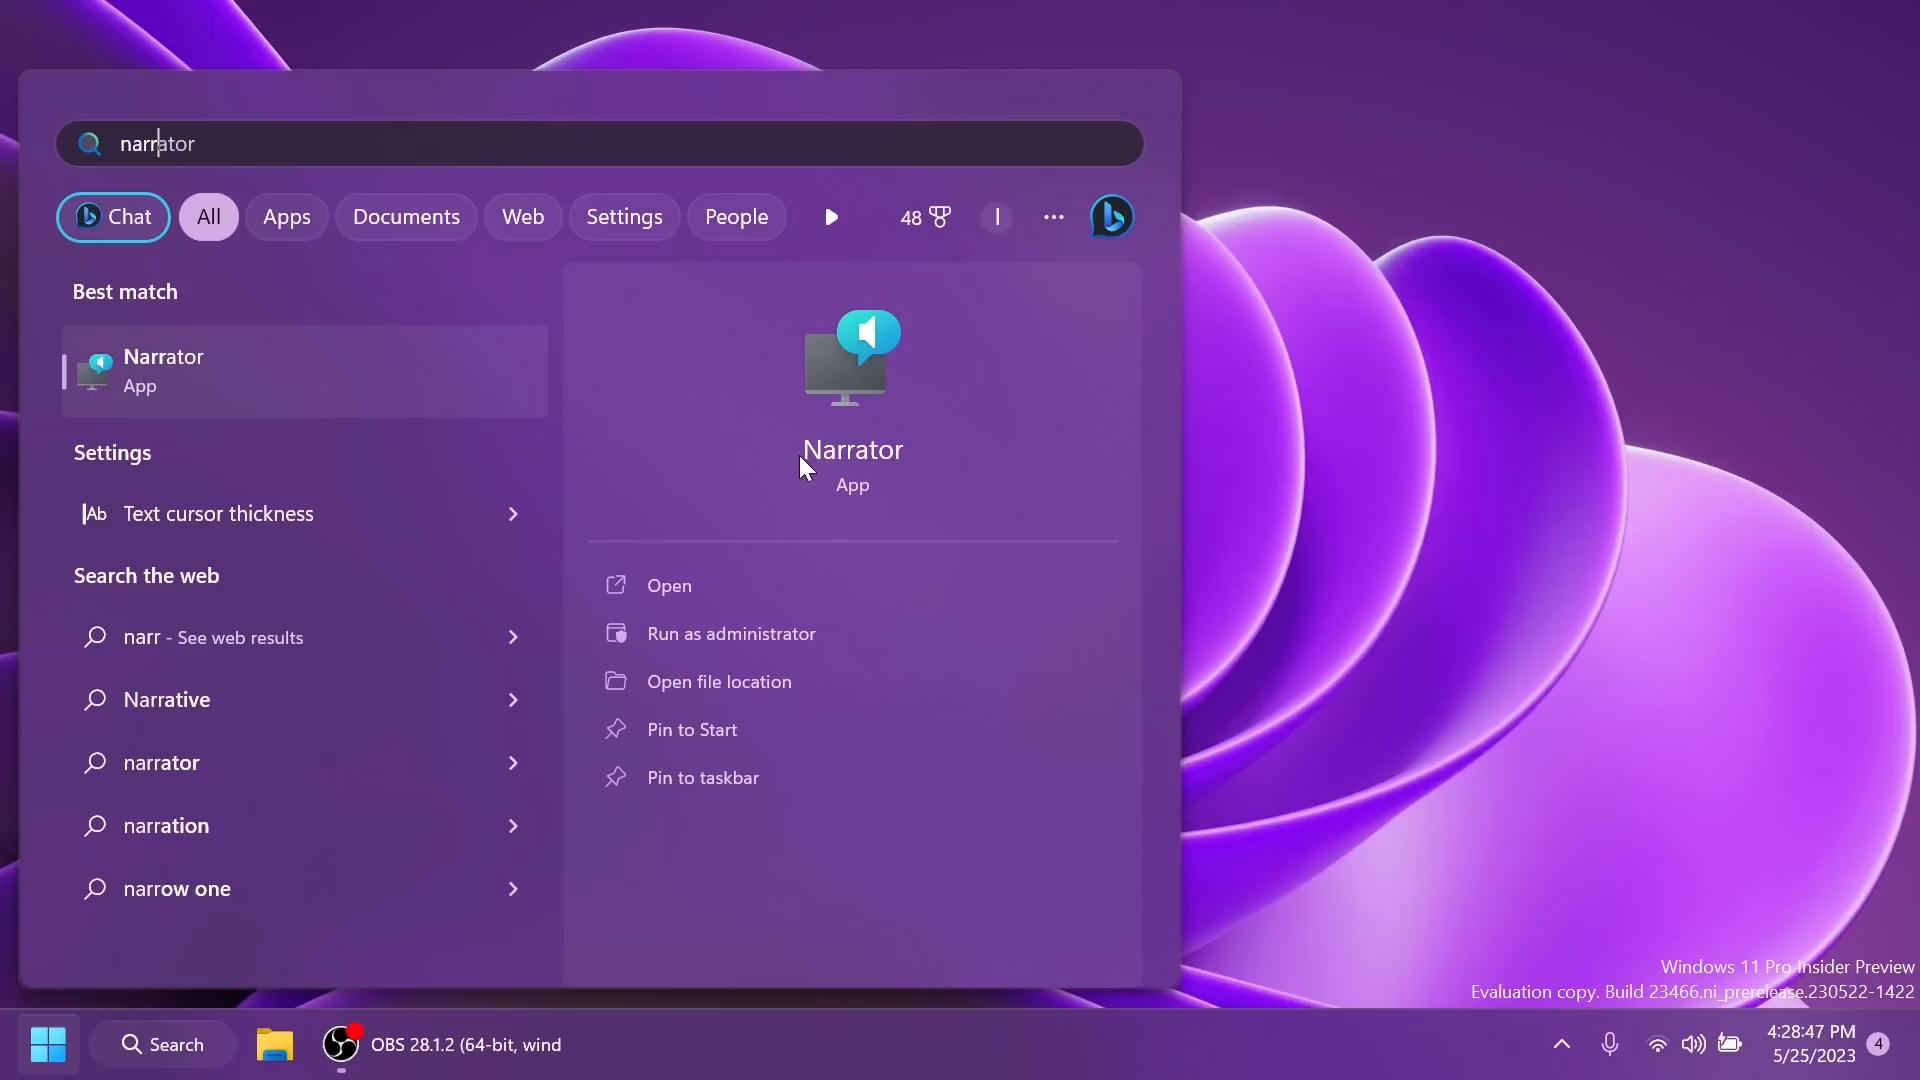 narrator
Chat
All
Apps
Documents
Web
Settings
People
48
I
Best match
Narrator
App
Settings
Text cursor thickness
Search the web
narr - See web results
Narrative
narrator
narration
narrow one
Narrator
App
Open
Run as administrator
Open file location
Pin to Start
Pin to taskbar
Windows 11 Pro Insider Preview
Evaluation copy. Build 23466.ni_prerelease.230522-1422
Search
OBS 28.1.2 (64-bit, wind
4:28:47 PM
5/25/2023
4